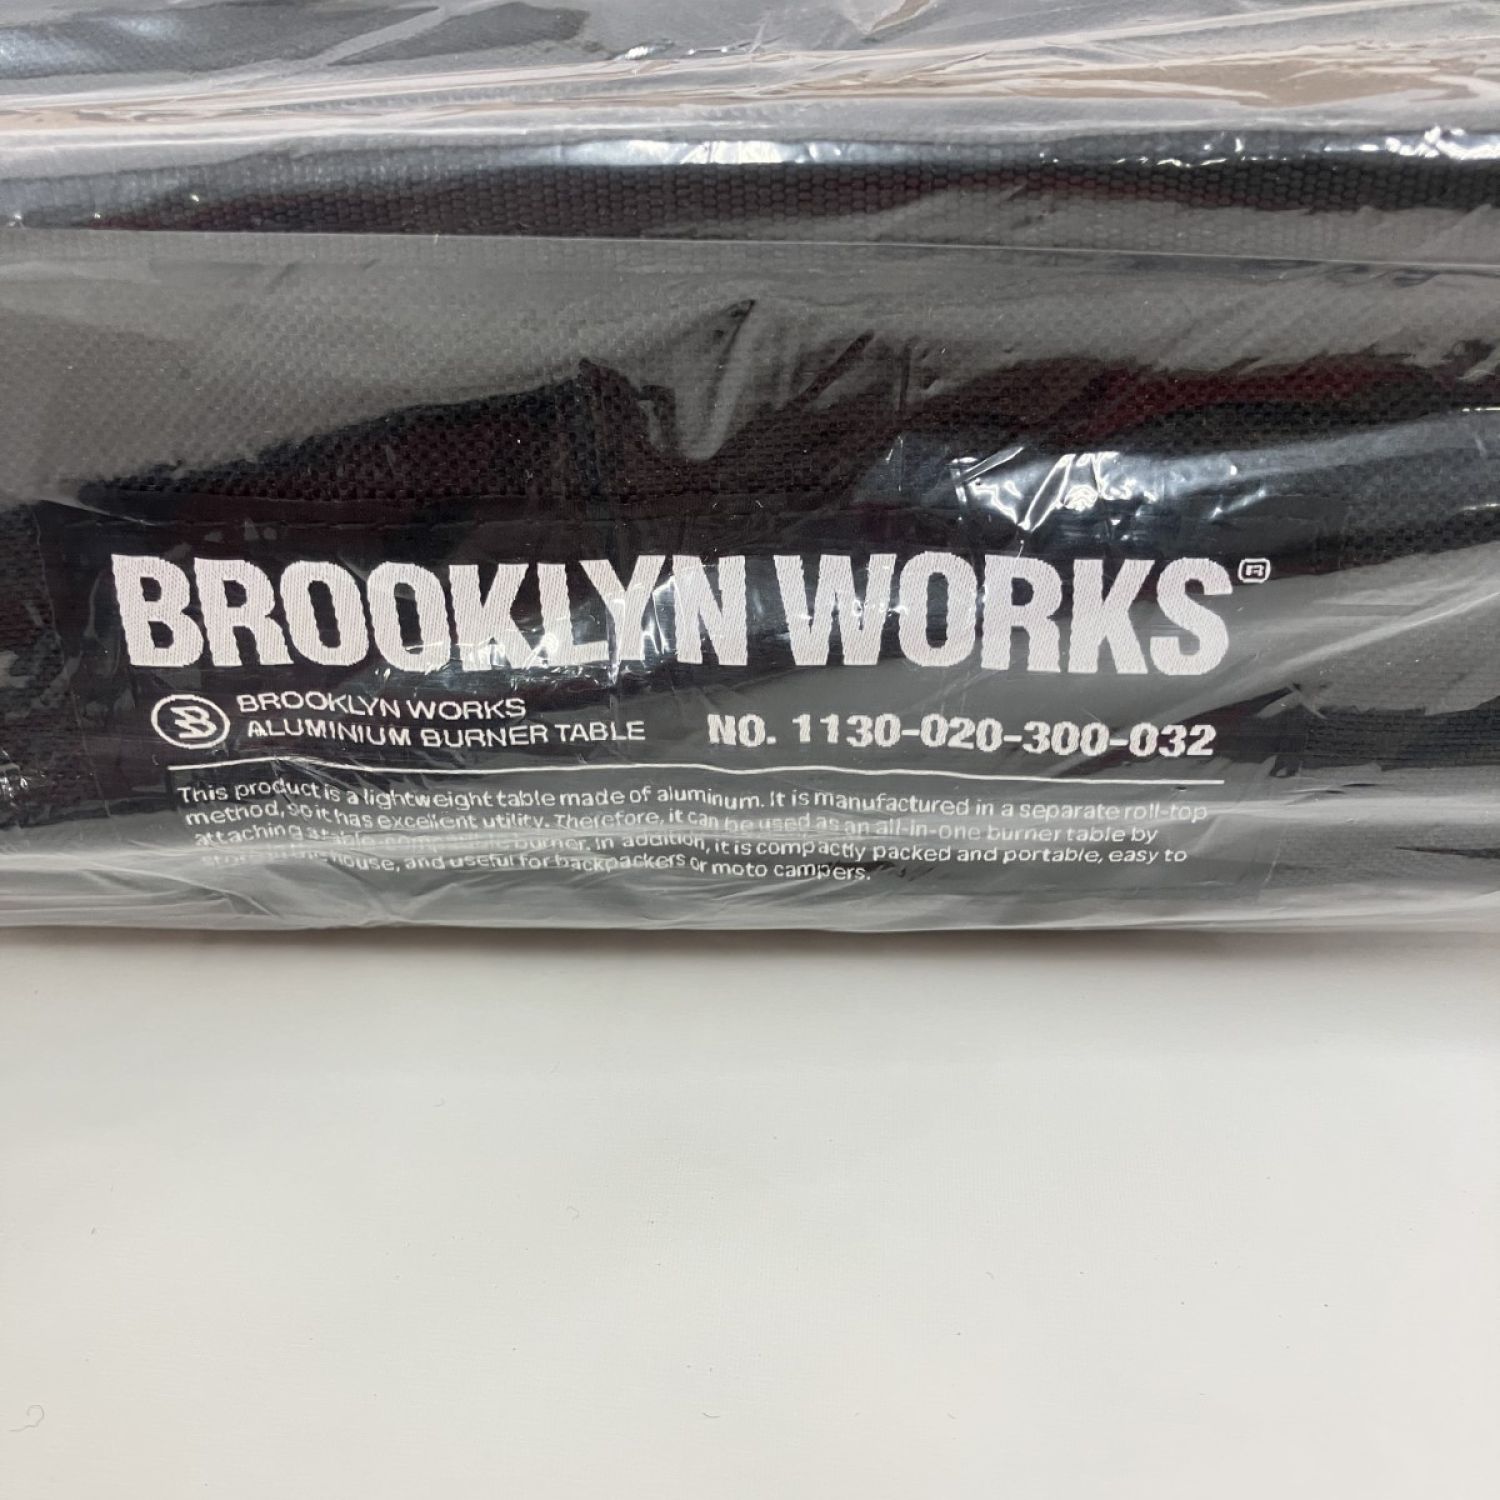 BROOKLYN WORKS®
BROOKLYN WORKS
ALUMINIUM BURNER TABLE
NO. 1130-020-300-032
This product is a lightweight table made of aluminum. It is manufactured in a separate roll-top
method, so it has excellent utility. Therefore, it can be used as an all-in-one burner table by
attaching burner. In addition, it is compactly packed and portable, easy to
house, and useful for backpackers or moto campers.